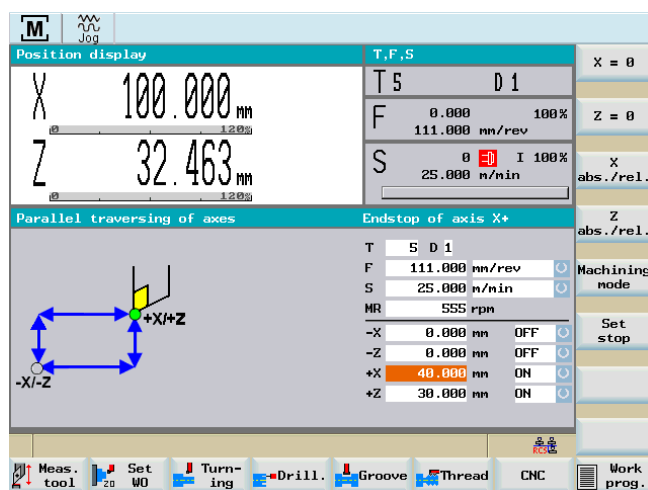 M Jog
Position display
X 100.000 mm
0 120%
Z 32.463 mm
0 120%
T,F,S
T 5 D 1
F 0.000 100%
111.000 mm/rev
S 0 I 100%
25.000 m/min
Parallel traversing of axes
+X/+Z
-X/-Z
Endstop of axis X+
T 5 D 1
F 111.000 mm/rev
S 25.000 m/min
MR 555 rpm
-X 0.000 mm OFF
-Z 0.000 mm OFF
+X 40.000 mm ON
+Z 30.000 mm ON
X = 0
Z = 0
X
abs./rel.
Z
abs./rel.
Machining
mode
Set
stop
RCS
Meas.
tool
20
Set
WO
Turn-
ing
Drill.
Groove
Thread
CNC
Work
prog.